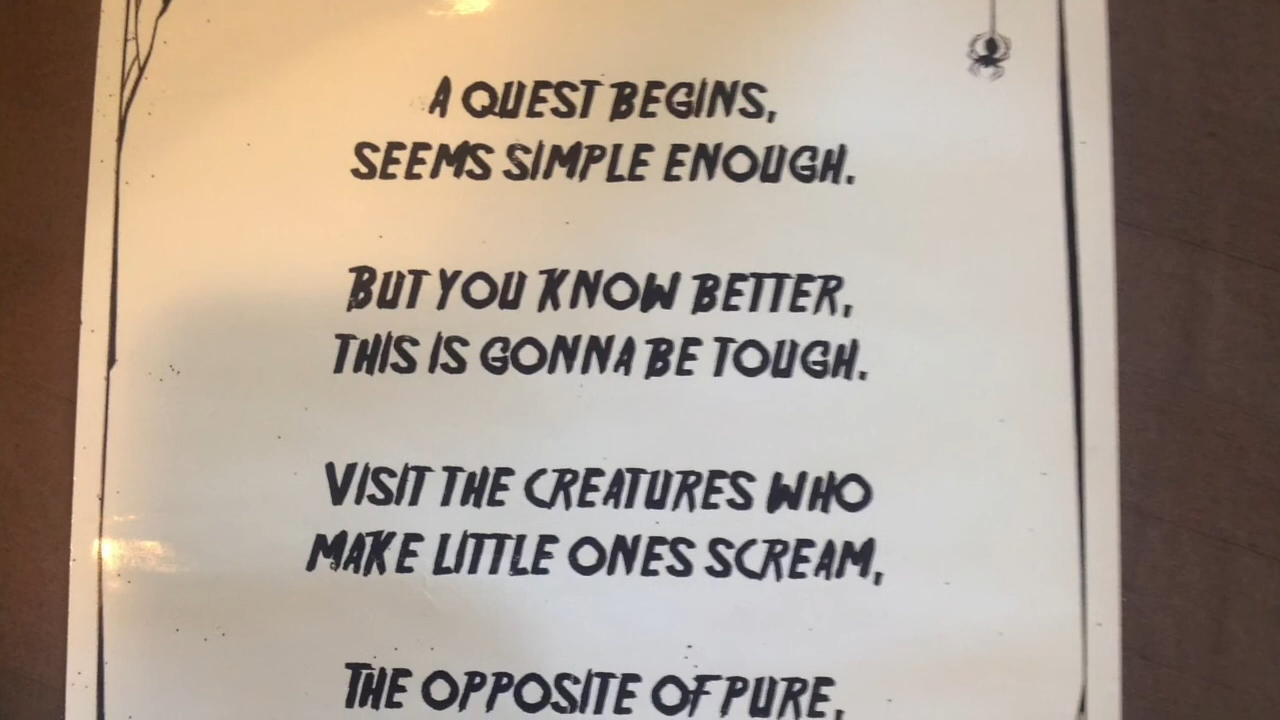 A QUEST BEGINS,
SEEMS SIMPLE ENOUGH.
BUT YOU KNOW BETTER,
THIS IS GONNA BE TOUGH.
VISIT THE CREATURES WHO
MAKE LITTLE ONES SCREAM,
THE OPPOSITE OF PURE,